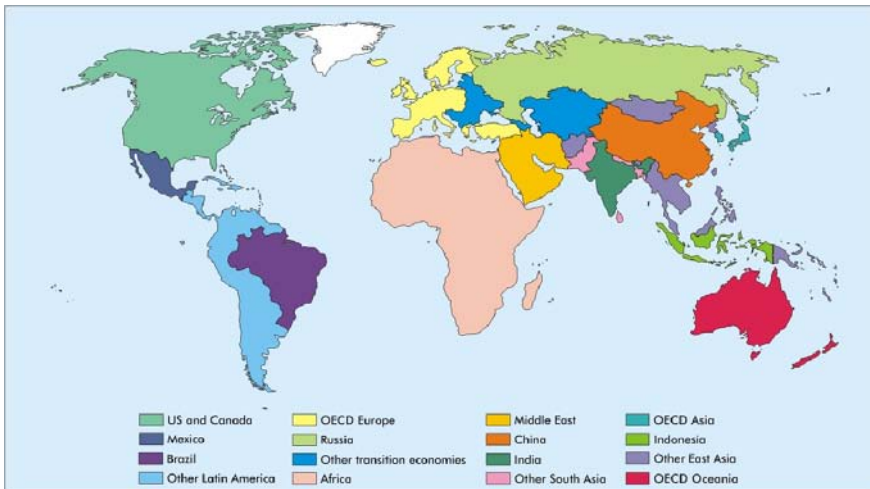 US and Canada
OECD Europe
Middle East
OECD Asia
Mexico
Russia
China
Indonesia
Brazil
Other transition economies
India
Other East Asia
Other Latin America
Africa
Other South Asia
OECD Oceania